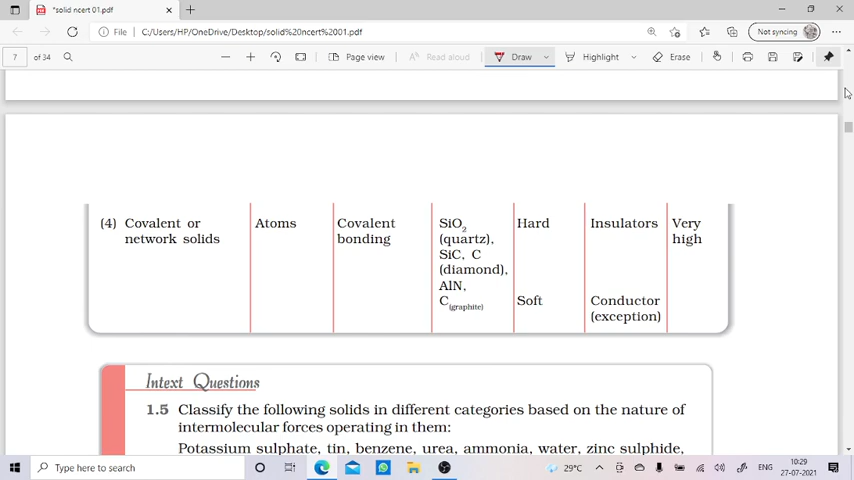 *solid ncert 01.pdf
File C:/Users/HP/OneDrive/Desktop/solid%20ncert%2001.pdf Not syncing
7 of 34 Page view Read aloud Draw Highlight Erase
(4) Covalent or Atoms Covalent SiO₂ Hard Insulators Very
network solids bonding (quartz), high
SiC, C
(diamond),
AlN,
C(graphite) Soft Conductor
(exception)
Intext Questions
1.5 Classify the following solids in different categories based on the nature of
intermolecular forces operating in them:
Potassium sulphate, tin, benzene, urea, ammonia, water, zinc sulphide,
Type here to search 29°C ENG 10:29
27-07-2021